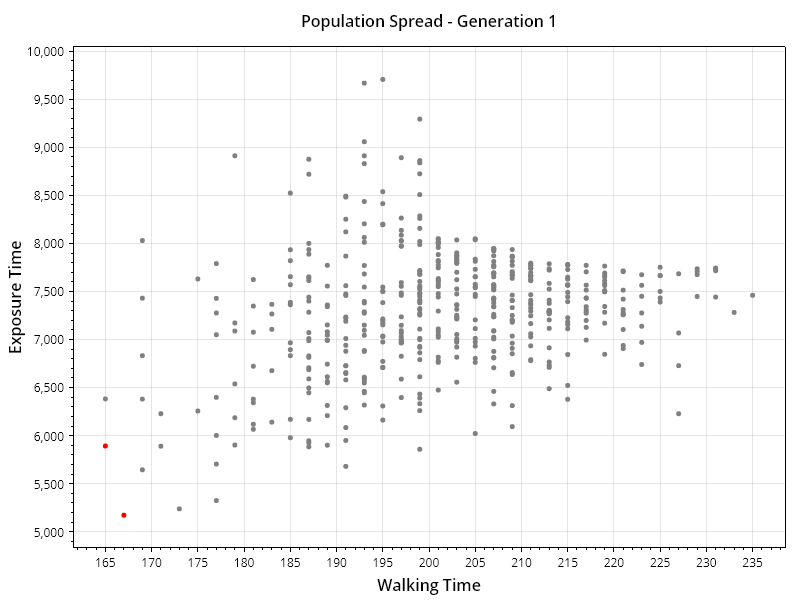 Population Spread - Generation 1
10,000
9,500
9,000
8,500
8,000
7,500
7,000
6,500
6,000
5,500
5,000
Exposure Time
165 170 175 180 185 190 195 200 205 210 215 220 225 230 235
Walking Time